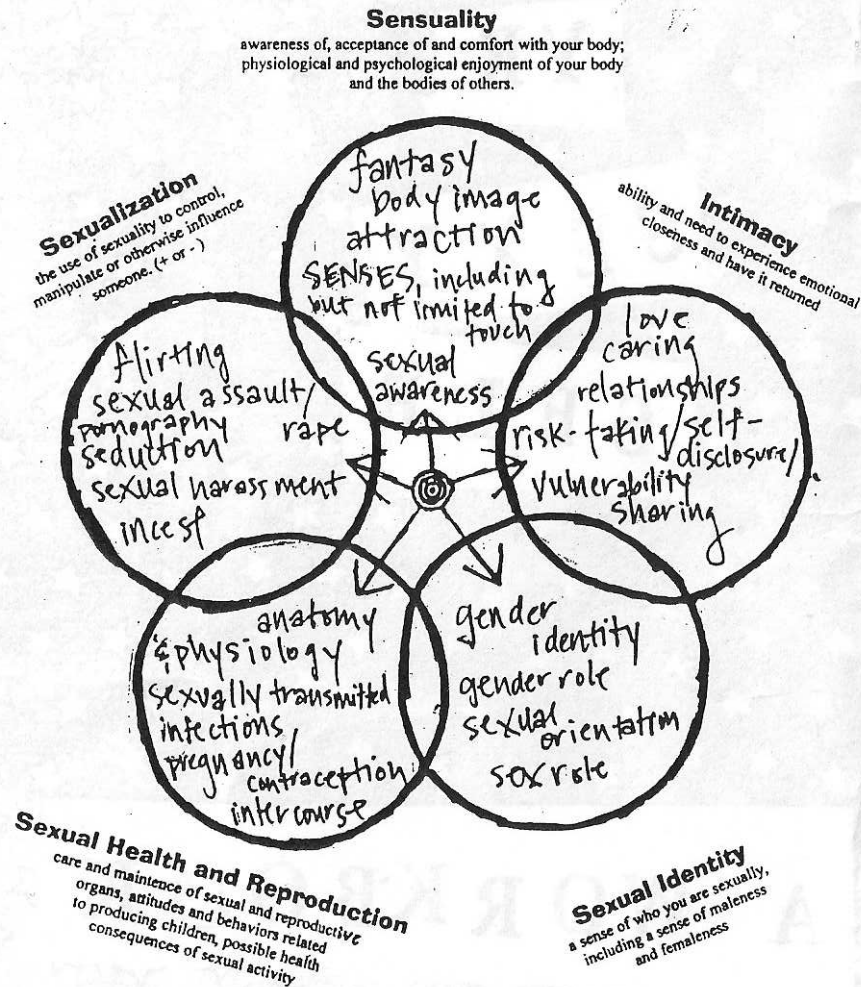 Sensuality
awareness of, acceptance of and comfort with your body;
physiological and psychological enjoyment of your body
and the bodies of others.
Sexualization
the use of sexuality to control,
manipulate or otherwise influence
someone. (+ or - )
Intimacy
ability and need to experience emotional
closeness and have it returned
fantasy
body image
attraction
SENSES, including
but not limited to
touch
sexual
awareness
flirting
sexual assault/
rape
pornography
seduction
sexual harassment
incest
love
caring
relationships
risk-taking/self-
disclosure/
vulnerability
sharing
anatomy
& physiology
sexually transmitted
infections
pregnancy/
contraception
intercourse
gender
identity
gender role
sexual
orientation
sex role
Sexual Health and Reproduction
care and maintence of sexual and reproductive
organs, attitudes and behaviors related
to producing children, possible health
consequences of sexual activity
Sexual Identity
a sense of who you are sexually,
including a sense of maleness
and femaleness